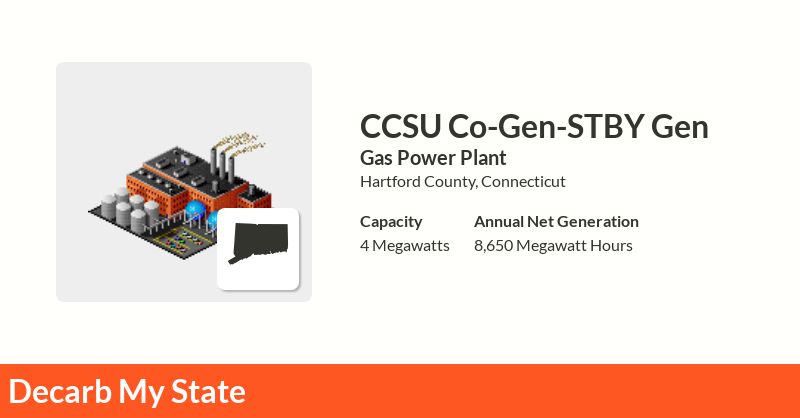 CCSU Co-Gen-STBY Gen
Gas Power Plant
Hartford County, Connecticut
Capacity Annual Net Generation
4 Megawatts 8,650 Megawatt Hours
Decarb My State